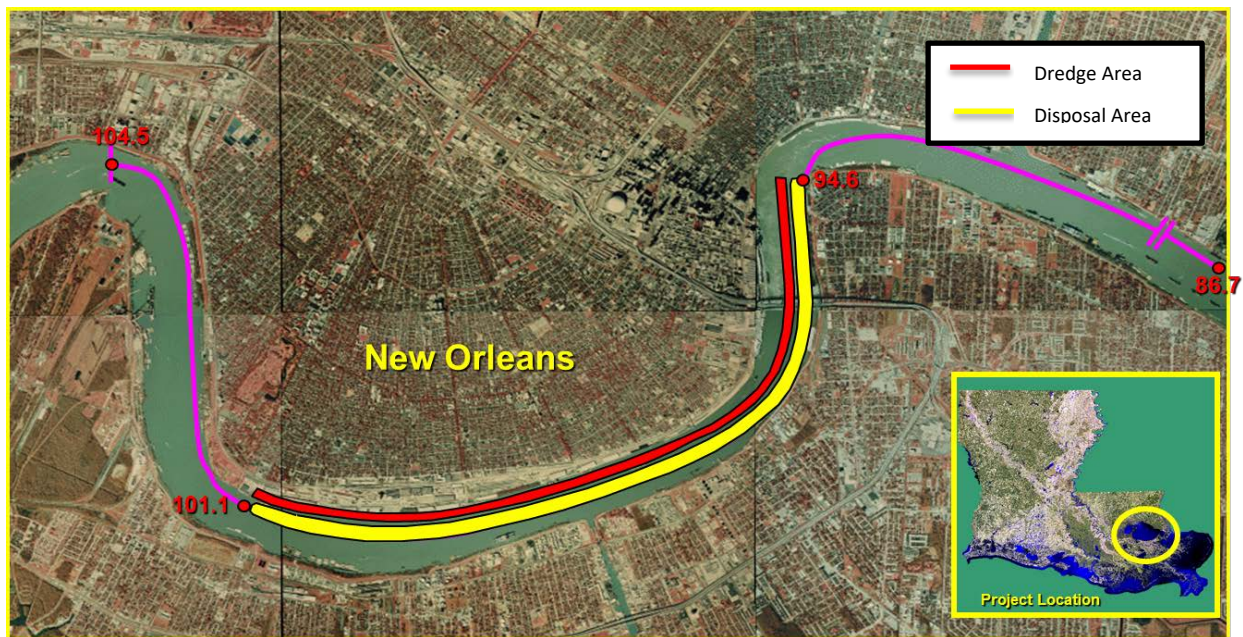 Dredge Area
Disposal Area
104.5
94.6
86.7
New Orleans
101.1
Project Location